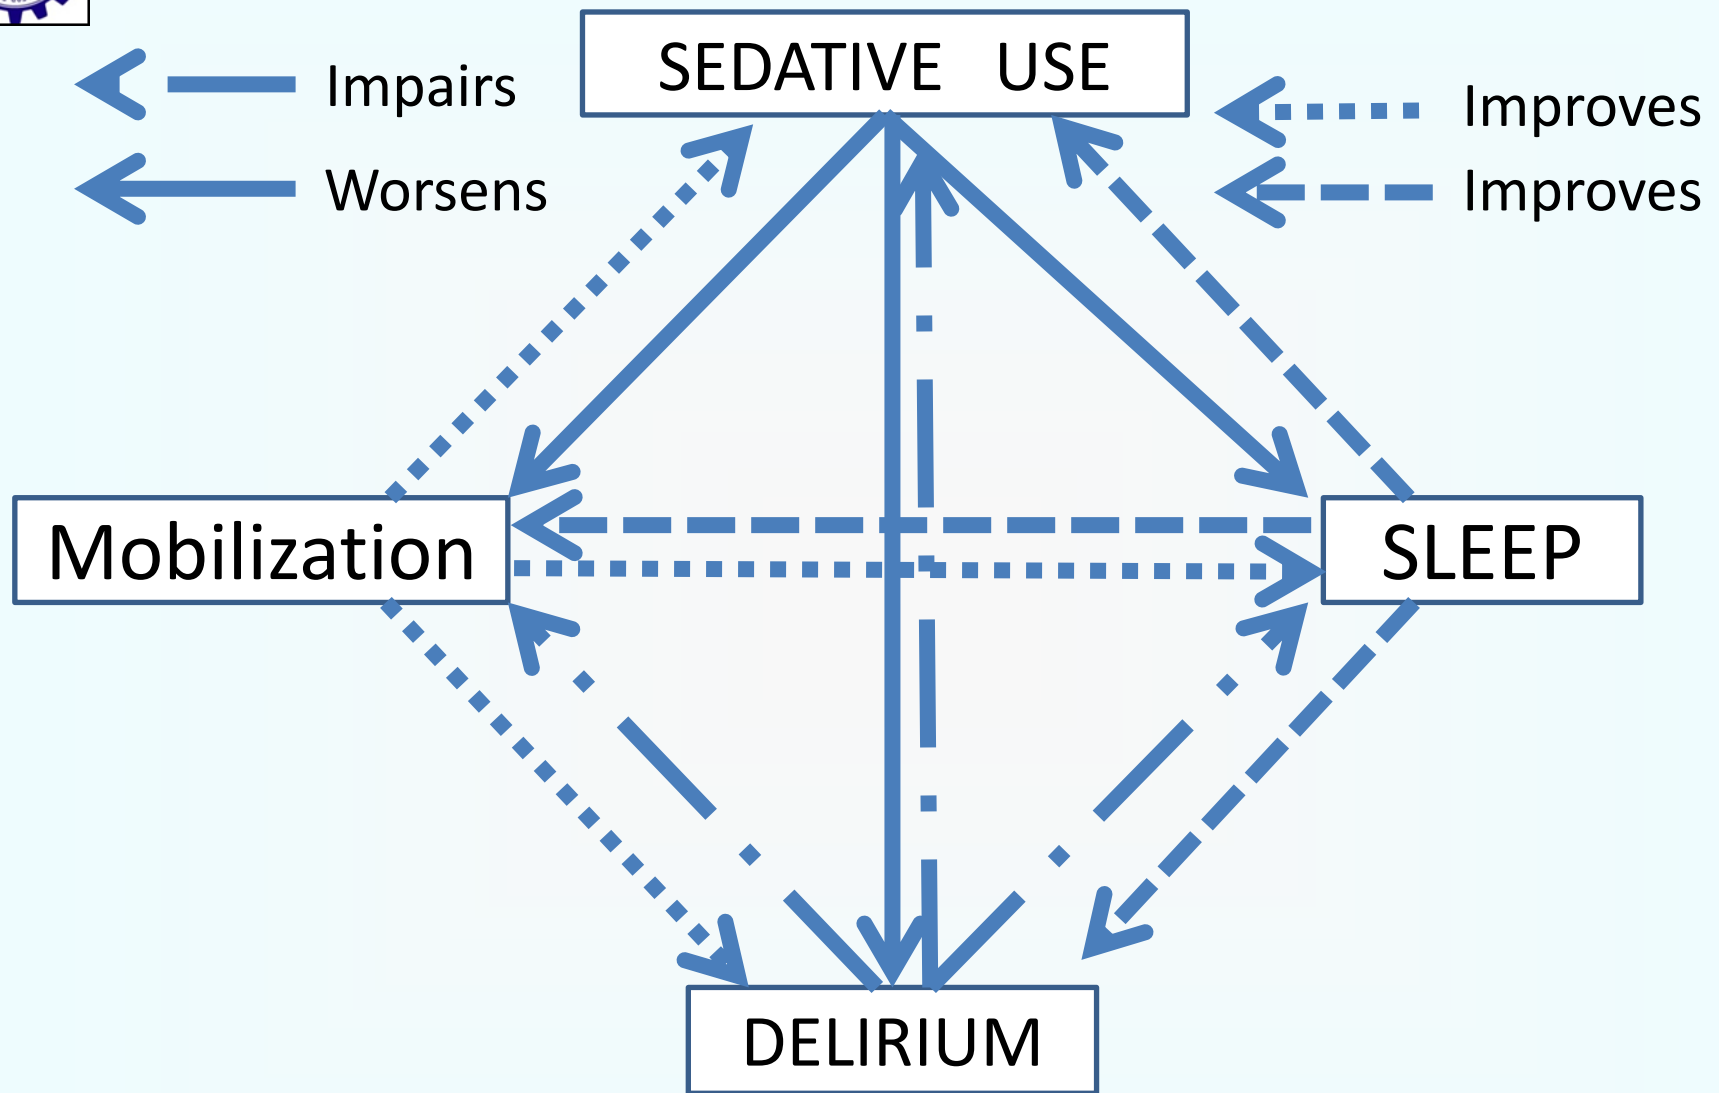 SEDATIVE USE
Impairs
Improves
Worsens
Improves
Mobilization
SLEEP
DELIRIUM